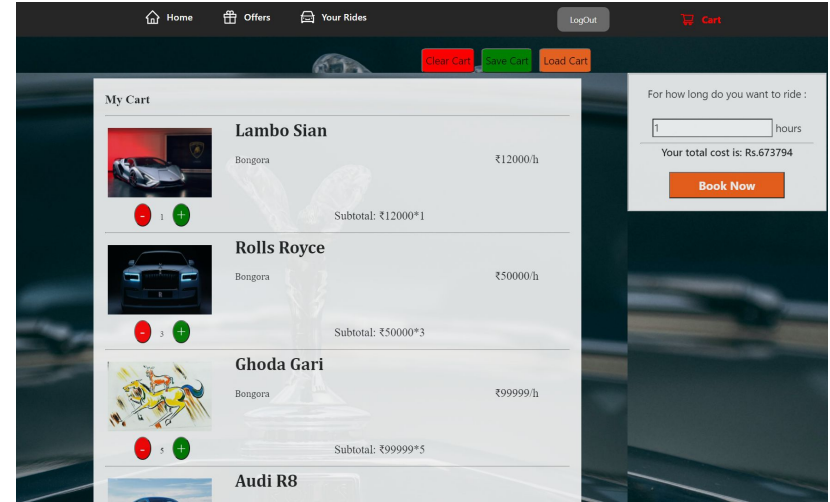 Home Offers Your Rides LogOut Cart
Clear Cart Save Cart Load Cart
My Cart
Lambo Sian
Bongora ₹12000/h
- 1 + Subtotal: ₹12000*1
Rolls Royce
Bongora ₹50000/h
- 3 + Subtotal: ₹50000*3
Ghoda Gari
Bongora ₹99999/h
- 5 + Subtotal: ₹99999*5
Audi R8
For how long do you want to ride :
1 hours
Your total cost is: Rs.673794
Book Now